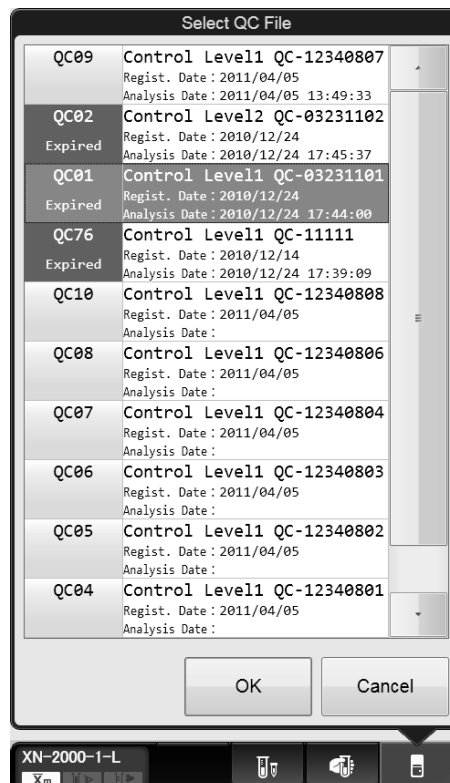 Select QC File
QC09 Control Level1 QC-12340807
Regist. Date：2011/04/05
Analysis Date：2011/04/05 13:49:33
QC02 Control Level2 QC-03231102
Expired Regist. Date：2010/12/24
Analysis Date：2010/12/24 17:45:37
QC01 Control Level1 QC-03231101
Expired Regist. Date：2010/12/24
Analysis Date：2010/12/24 17:44:00
QC76 Control Level1 QC-11111
Expired Regist. Date：2010/12/14
Analysis Date：2010/12/24 17:39:09
QC10 Control Level1 QC-12340808
Regist. Date：2011/04/05
Analysis Date：
QC08 Control Level1 QC-12340806
Regist. Date：2011/04/05
Analysis Date：
QC07 Control Level1 QC-12340804
Regist. Date：2011/04/05
Analysis Date：
QC06 Control Level1 QC-12340803
Regist. Date：2011/04/05
Analysis Date：
QC05 Control Level1 QC-12340802
Regist. Date：2011/04/05
Analysis Date：
QC04 Control Level1 QC-12340801
Regist. Date：2011/04/05
Analysis Date：
OK Cancel
XN-2000-1-L